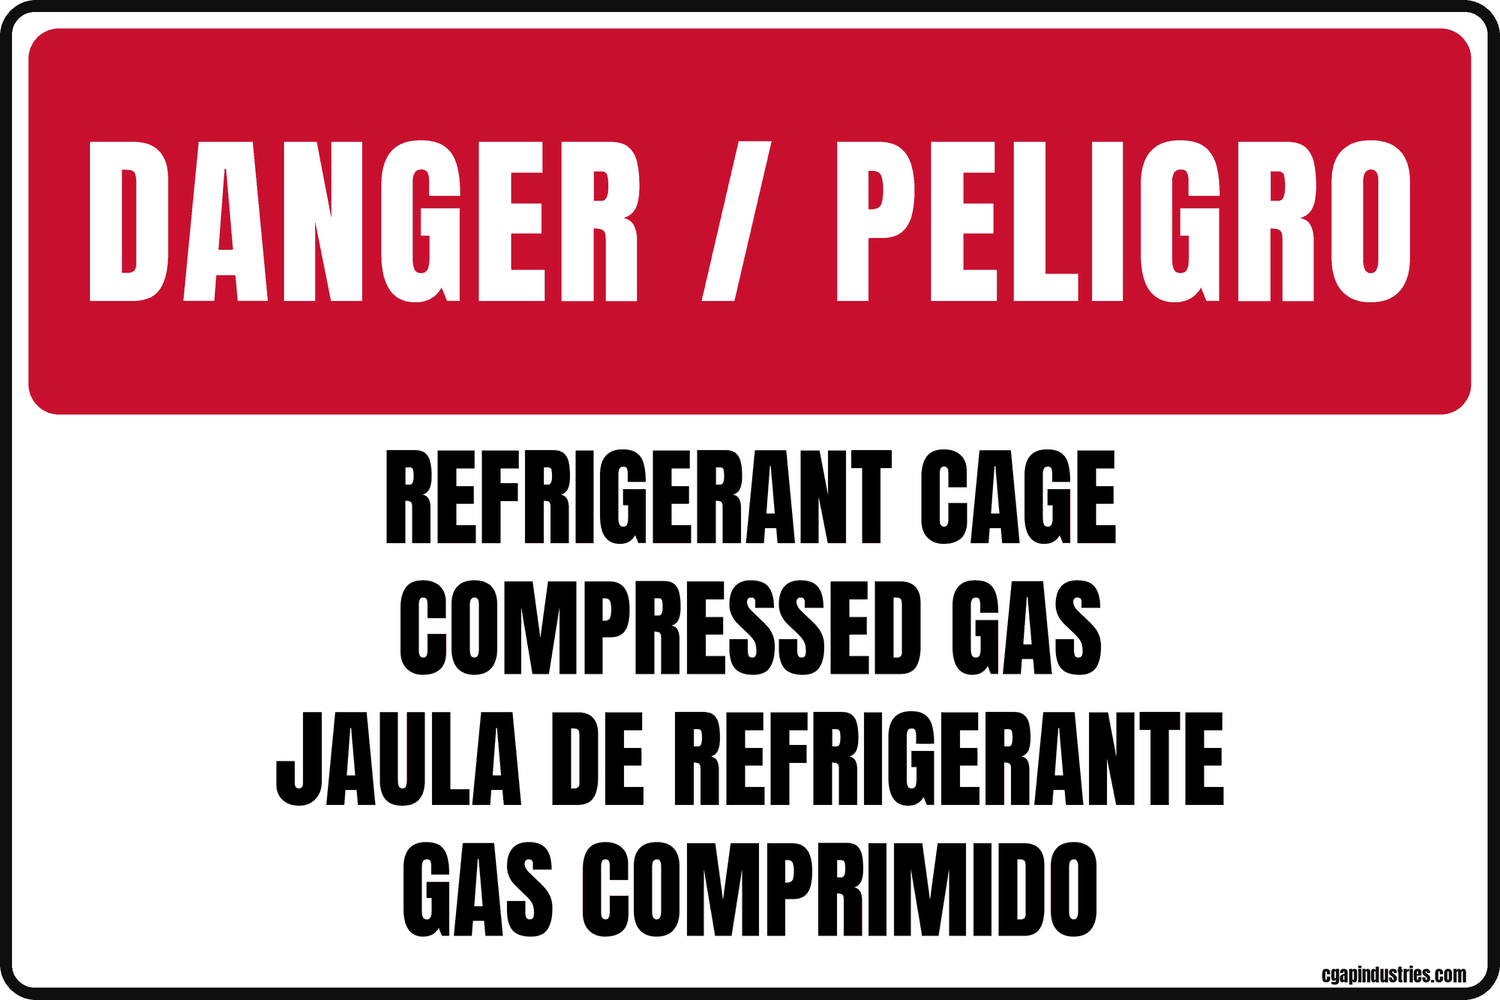 DANGER / PELIGRO
REFRIGERANT CAGE
COMPRESSED GAS
JAULA DE REFRIGERANTE
GAS COMPRIMIDO
cgapindustries.com